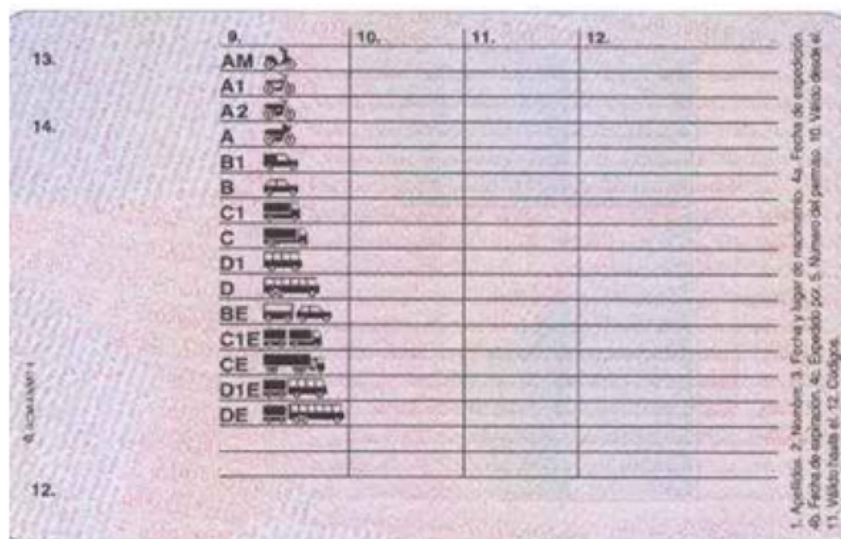 9. 10. 11. 12.
13.
14.
AM
A1
A2
A
B1
B
C1
C
D1
D
BE
C1E
CE
D1E
DE
12.
1. Apellidos. 2. Nombre. 3. Fecha y lugar de nacimiento. 4a. Fecha de expedición.
4b. Fecha de expiración. 4c. Expedido por. 5. Número del permiso. 10. Válido desde el.
11. Válido hasta el. 12. Códigos.